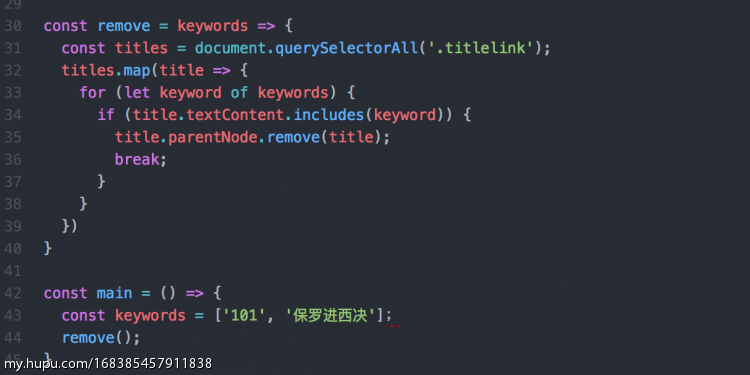 29
30 const remove = keywords => {
31 const titles = document.querySelectorAll('.titlelink');
32 titles.map(title => {
33 for (let keyword of keywords) {
34 if (title.textContent.includes(keyword)) {
35 title.parentNode.remove(title);
36 break;
37 }
38 }
39 })
40 }
41
42 const main = () => {
43 const keywords = ['101', '保罗进西决'];
44 remove();
45 }
my.hupu.com/168385457911838